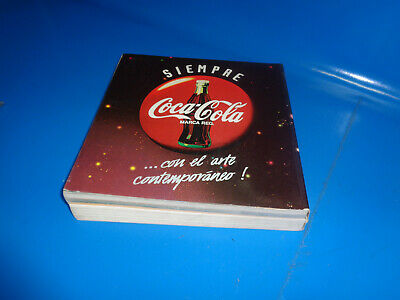 SIEMPRE
Coca-Cola
MARCA REG.
... con el arte
contemporáneo !